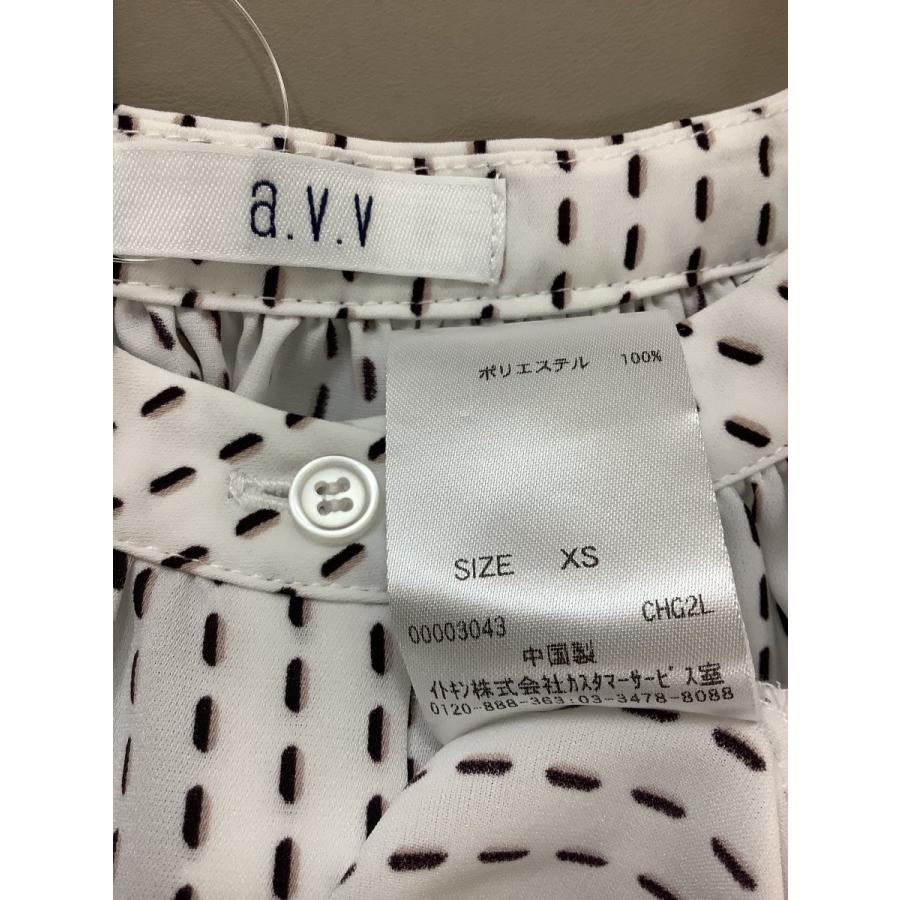 a.v.v
ポリエステル 100%
SIZE XS
00003043 CHG2L
中国製
イトキン株式会社カスタマーサービス室
0120-888-363:03-3478-8088